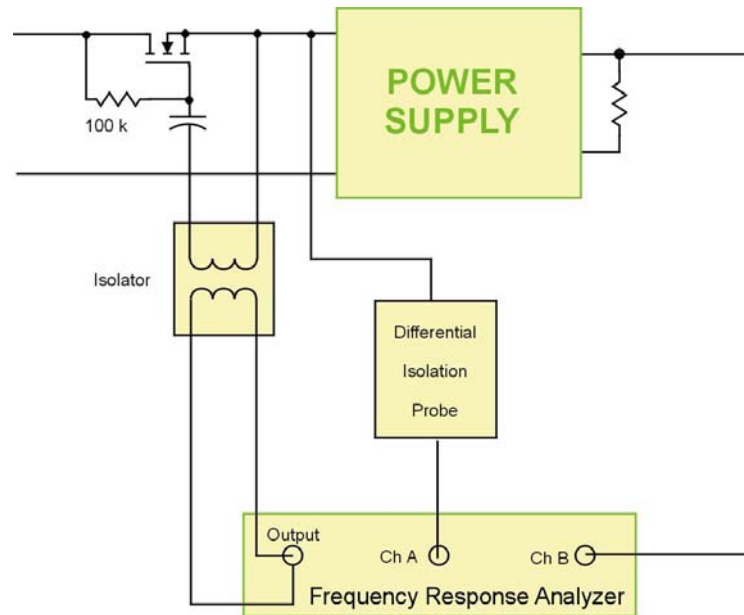 POWER
SUPPLY
100 k
Isolator
Differential
Isolation
Probe
Output
Ch A
Ch B
Frequency Response Analyzer